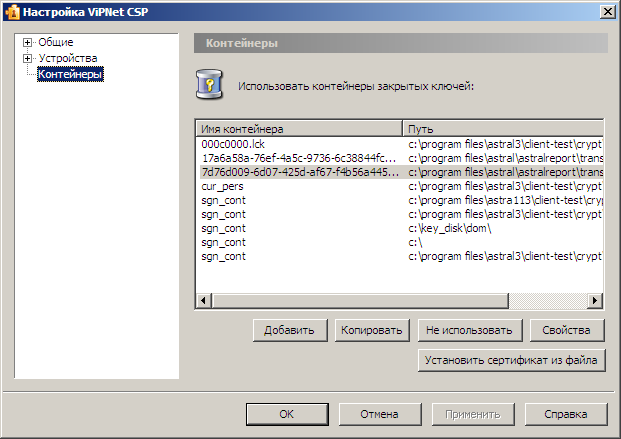 Настройка ViPNet CSP
Общие
Устройства
Контейнеры
Контейнеры
Использовать контейнеры закрытых ключей:
Имя контейнера Путь
000c0000.lck c:\program files\astral3\client-test\crypt\
17a6a58a-76ef-4a5c-9736-6c38844fc... c:\program files\astral\astralreport\trans
7d76d009-6d07-425d-af67-f4b56a445... c:\program files\astral\astralreport\trans
cur_pers c:\program files\astral3\client-test\crypt\
sgn_cont c:\program files\astra113\client-test\cryp
sgn_cont c:\program files\astral3\client-test\crypt\
sgn_cont c:\key_disk\dom\
sgn_cont c:\
sgn_cont c:\program files\astral3\client-test\crypt\
Добавить Копировать Не использовать Свойства
Установить сертификат из файла
OK Отмена Применить Справка